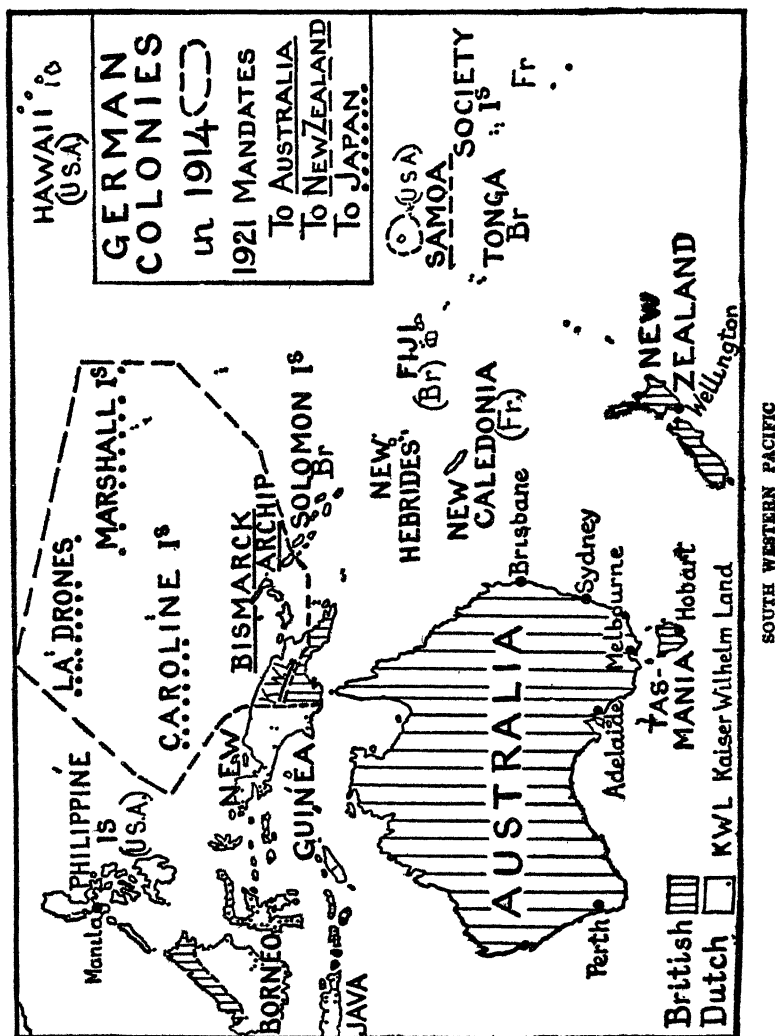 HAWAII
(U.S.A)
GERMAN
COLONIES
in 1914
1921 MANDATES
To AUSTRALIA
To NEW ZEALAND
To JAPAN
PHILIPPINE
IS
(U.S.A)
Manila
LA'DRONES
MARSHALL Is
CAROLINE Is
BISMARCK
ARCHIP
SOLOMON Is
Br
NEW
GUINEA
KWL
BORNEO
JAVA
(USA)
SAMOA
SOCIETY
Is
Fr
TONGA
Br
FIJI
(Br)
NEW
HEBRIDES
NEW
CALEDONIA
(Fr.)
AUSTRALIA
Brisbane
Sydney
Melbourne
Adelaide
Perth
TAS-
MANIA
Hobart
NEW
ZEALAND
Wellington
British
Dutch
KWL Kaiser Wilhelm Land
SOUTH WESTERN PACIFIC